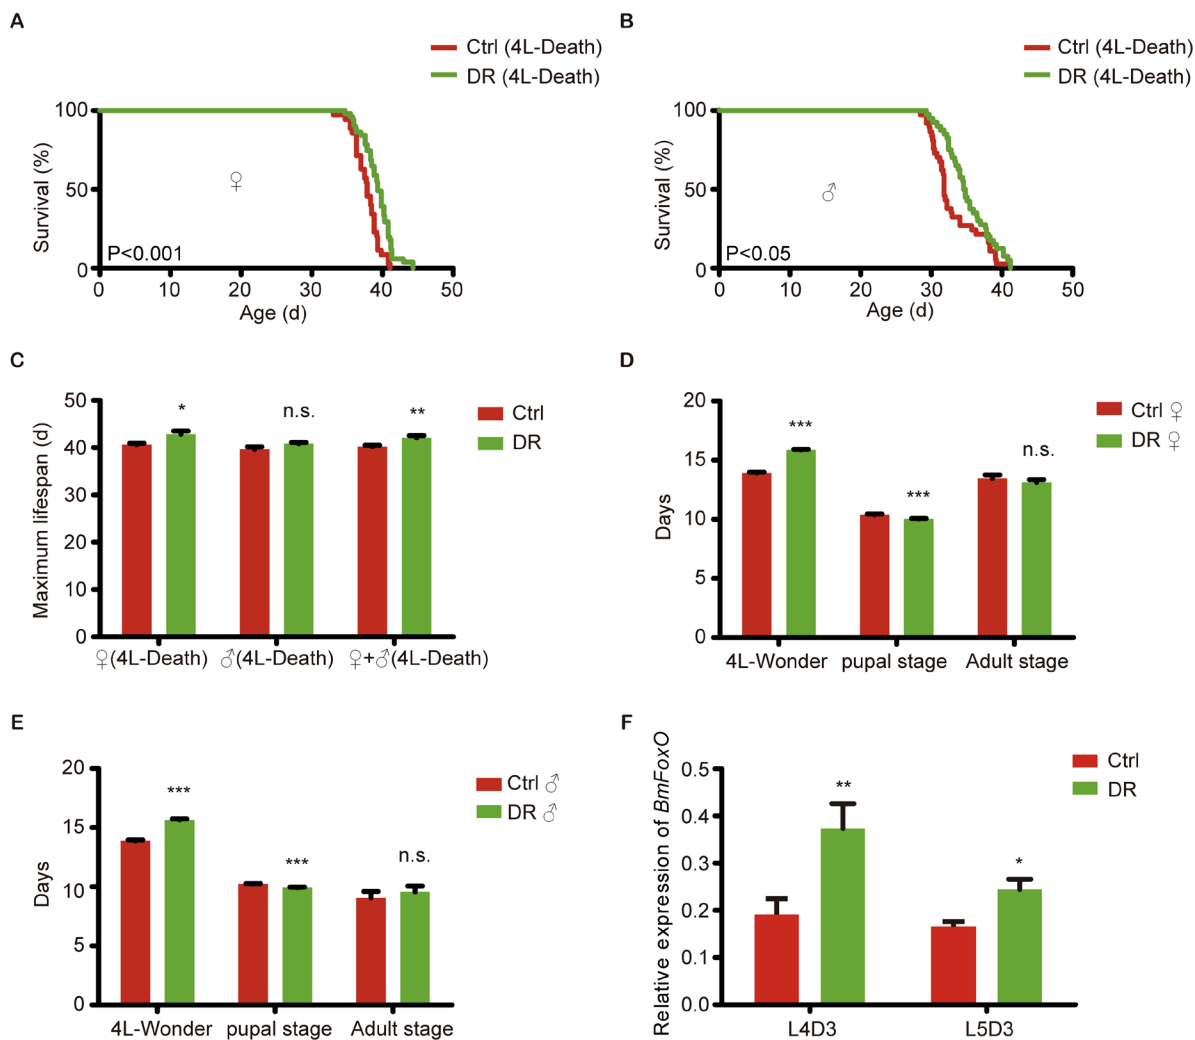 A
Ctrl (4L-Death)
DR (4L-Death)
100
50
0
Survival (%)
♀
P<0.001
0 10 20 30 40 50
Age (d)
B
Ctrl (4L-Death)
DR (4L-Death)
100
50
0
Survival (%)
♂
P<0.05
0 10 20 30 40 50
Age (d)
C
50
40
30
20
10
0
Maximum lifespan (d)
* n.s. **
Ctrl
DR
♀(4L-Death) ♂(4L-Death) ♀+♂(4L-Death)
D
20
15
10
5
0
Days
*** *** n.s.
Ctrl ♀
DR ♀
4L-Wonder pupal stage Adult stage
E
20
15
10
5
0
Days
*** *** n.s.
Ctrl ♂
DR ♂
4L-Wonder pupal stage Adult stage
F
0.5
0.4
0.3
0.2
0.1
0.0
Relative expression of BmFoxO
** *
Ctrl
DR
L4D3 L5D3